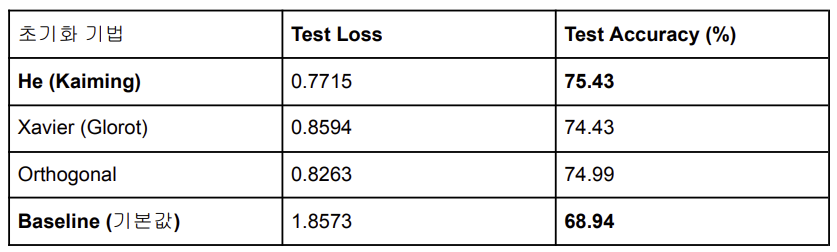 초기화 기법 Test Loss Test Accuracy (%)
He (Kaiming) 0.7715 75.43
Xavier (Glorot) 0.8594 74.43
Orthogonal 0.8263 74.99
Baseline (기본값) 1.8573 68.94